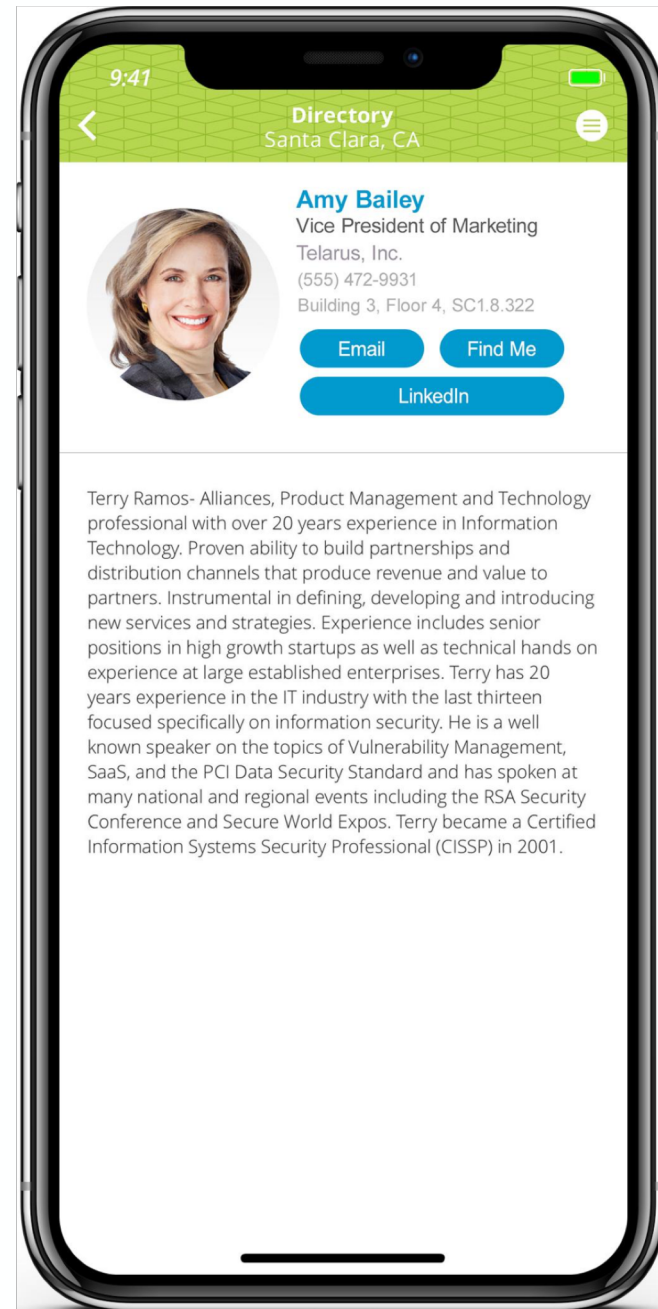 9:41
Directory
Santa Clara, CA
Amy Bailey
Vice President of Marketing
Telarus, Inc.
(555) 472-9931
Building 3, Floor 4, SC1.8.322
Email
Find Me
LinkedIn
Terry Ramos- Alliances, Product Management and Technology
professional with over 20 years experience in Information
Technology. Proven ability to build partnerships and
distribution channels that produce revenue and value to
partners. Instrumental in defining, developing and introducing
new services and strategies. Experience includes senior
positions in high growth startups as well as technical hands on
experience at large established enterprises. Terry has 20
years experience in the IT industry with the last thirteen
focused specifically on information security. He is a well
known speaker on the topics of Vulnerability Management,
SaaS, and the PCI Data Security Standard and has spoken at
many national and regional events including the RSA Security
Conference and Secure World Expos. Terry became a Certified
Information Systems Security Professional (CISSP) in 2001.